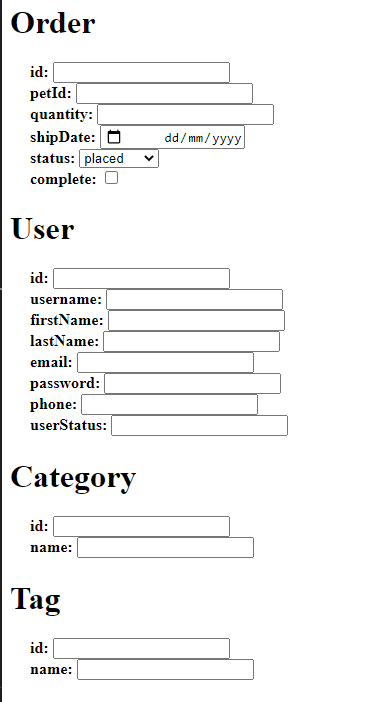 Order
id:
petId:
quantity:
shipDate: dd/mm/yyyy
status: placed
complete:
User
id:
username:
firstName:
lastName:
email:
password:
phone:
userStatus:
Category
id:
name:
Tag
id:
name: